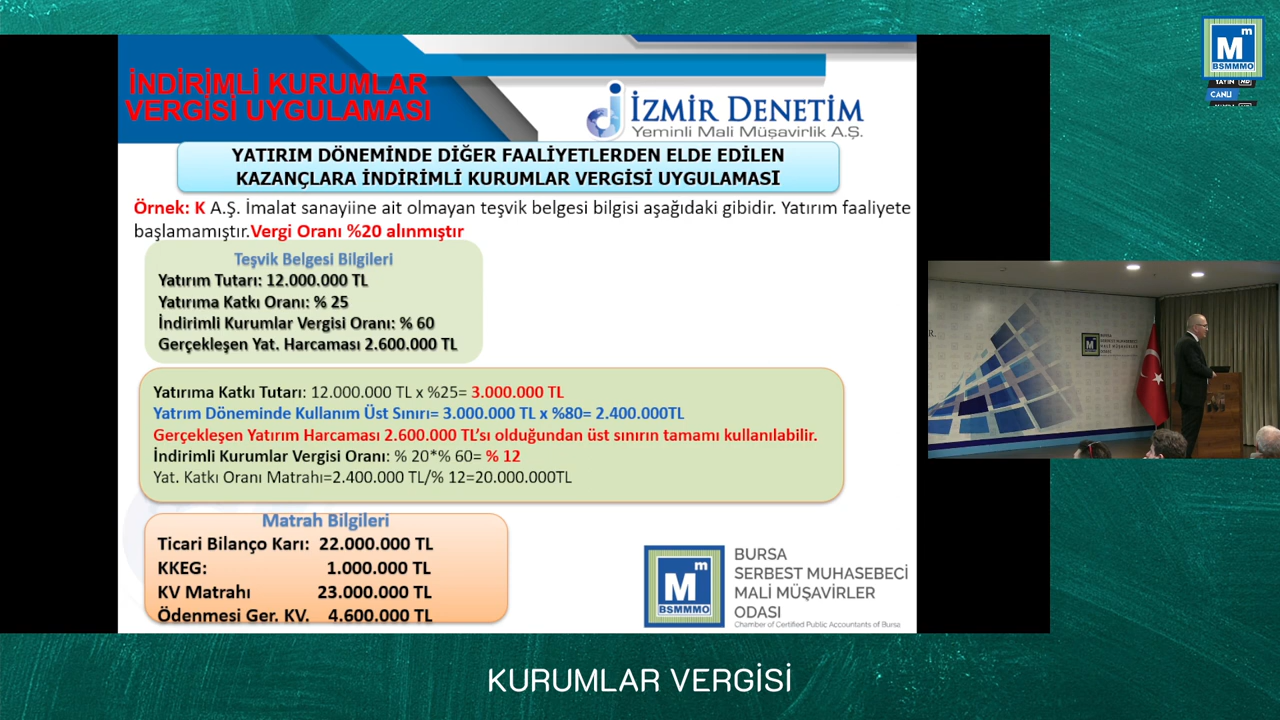 İNDİRİMLİ KURUMLAR
VERGİSİ UYGULAMASI
İZMİR DENETİM
Yeminli Mali Müşavirlik A.Ş.
YATIRIM DÖNEMİNDE DİĞER FAALİYETLERDEN ELDE EDİLEN
KAZANÇLARA İNDİRİMLİ KURUMLAR VERGİSİ UYGULAMASI
Örnek: K A.Ş. İmalat sanayiine ait olmayan teşvik belgesi bilgisi aşağıdaki gibidir. Yatırım faaliyete
başlamamıştır.Vergi Oranı %20 alınmıştır
Teşvik Belgesi Bilgileri
Yatırım Tutarı: 12.000.000 TL
Yatırıma Katkı Oranı: % 25
İndirimli Kurumlar Vergisi Oranı: % 60
Gerçekleşen Yat. Harcaması 2.600.000 TL
Yatırıma Katkı Tutarı: 12.000.000 TL x %25= 3.000.000 TL
Yatrım Döneminde Kullanım Üst Sınırı= 3.000.000 TL x %80= 2.400.000TL
Gerçekleşen Yatırım Harcaması 2.600.000 TL’sı olduğundan üst sınırın tamamı kullanılabilir.
İndirimli Kurumlar Vergisi Oranı: % 20*% 60= % 12
Yat. Katkı Oranı Matrahı=2.400.000 TL/% 12=20.000.000TL
Matrah Bilgileri
Ticari Bilanço Karı: 22.000.000 TL
KKEG: 1.000.000 TL
KV Matrahı 23.000.000 TL
Ödenmesi Ger. KV. 4.600.000 TL
Mm
BSMMMO
BURSA
SERBEST MUHASEBECİ
MALİ MÜŞAVİRLER
ODASI
Chamber of Certified Public Accountants of Bursa
Mm
BSMMMO
YAYIN HD
CANLI
KURUMLAR VERGİSİ